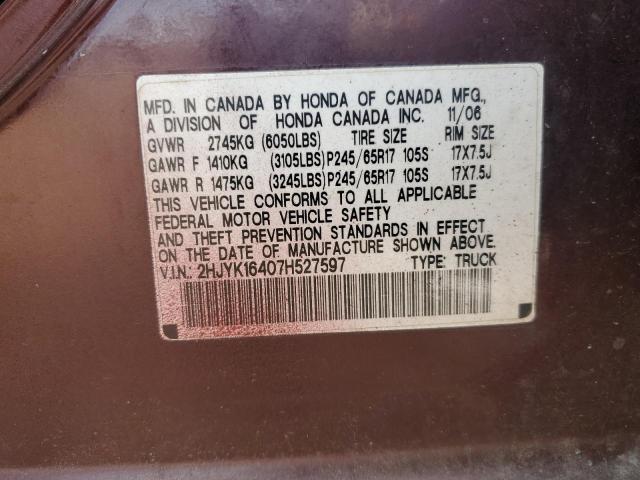 MFD. IN CANADA BY HONDA OF CANADA MFG.,
A DIVISION OF HONDA CANADA INC. 11/06
GVWR 2745KG (6050LBS) TIRE SIZE RIM SIZE
GAWR F 1410KG (3105LBS) P245/65R17 105S 17X7.5J
GAWR R 1475KG (3245LBS) P245/65R17 105S 17X7.5J
THIS VEHICLE CONFORMS TO ALL APPLICABLE
FEDERAL MOTOR VEHICLE SAFETY
AND THEFT PREVENTION STANDARDS IN EFFECT
ON THE DATE OF MANUFACTURE SHOWN ABOVE.
V.I.N.: 2HJYK16407H527597 TYPE: TRUCK